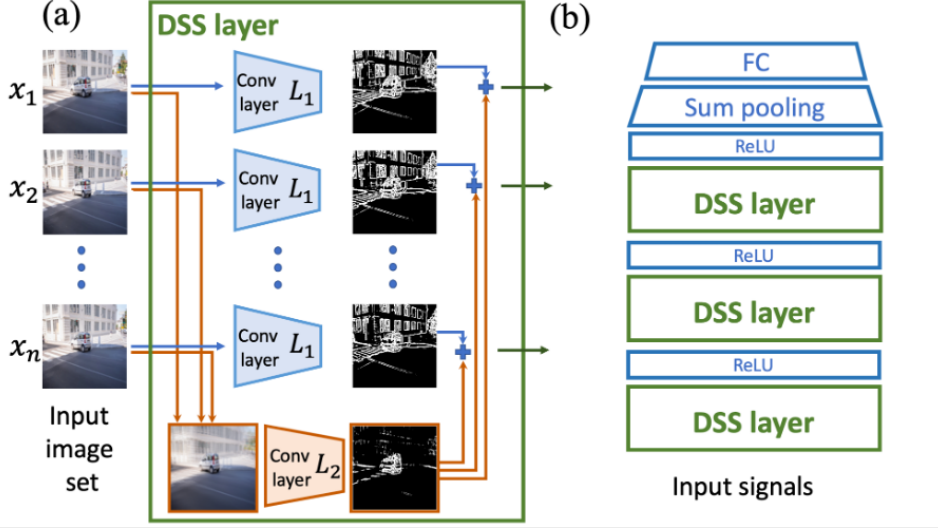 (a)
DSS layer
x₁
Conv
layer L₁
x₂
Conv
layer L₁
xₙ
Conv
layer L₁
Input
image
set
Conv
layer L₂
(b)
FC
Sum pooling
ReLU
DSS layer
ReLU
DSS layer
ReLU
DSS layer
Input signals